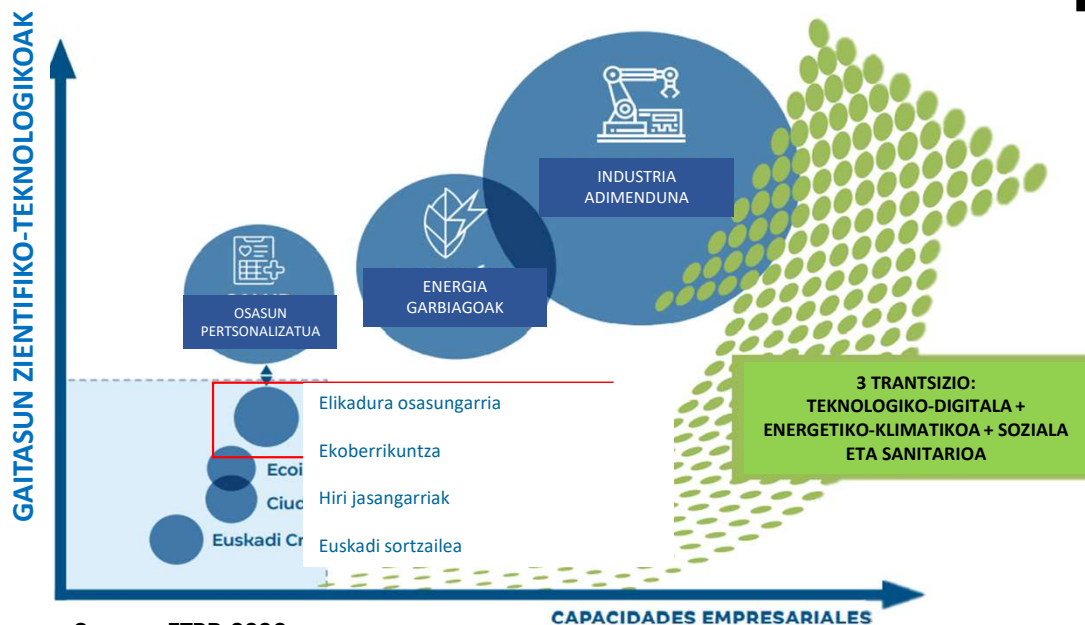 GAITASUN ZIENTIFIKO-TEKNOLOGIKOAK
INDUSTRIA
ADIMENDUNA
ENERGIA
GARBIAGOAK
OSASUN
PERTSONALIZATUA
3 TRANTSIZIO:
TEKNOLOGIKO-DIGITALA +
ENERGETIKO-KLIMATIKOA + SOZIALA
ETA SANITARIOA
Elikadura osasungarria
Ekoberrikuntza
Hiri jasangarriak
Euskadi sortzailea
Ecoi
Ciud
Euskadi Cr
CAPACIDADES EMPRESARIALES